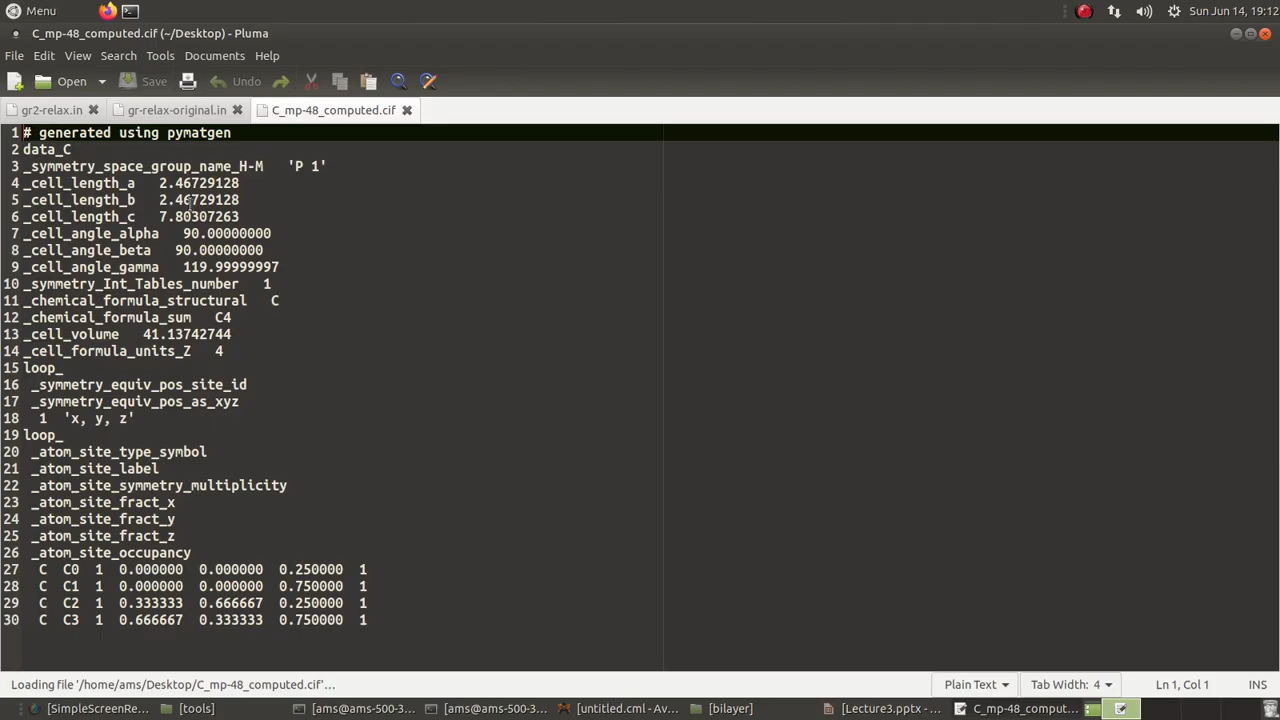 Menu
Sun Jun 14, 19:12
C_mp-48_computed.cif (~/Desktop) - Pluma
File Edit View Search Tools Documents Help
Open Save Undo
gr2-relax.in gr-relax-original.in C_mp-48_computed.cif
1 # generated using pymatgen
2 data_C
3 _symmetry_space_group_name_H-M 'P 1'
4 _cell_length_a 2.46729128
5 _cell_length_b 2.46729128
6 _cell_length_c 7.80307263
7 _cell_angle_alpha 90.00000000
8 _cell_angle_beta 90.00000000
9 _cell_angle_gamma 119.99999997
10 _symmetry_Int_Tables_number 1
11 _chemical_formula_structural C
12 _chemical_formula_sum C4
13 _cell_volume 41.13742744
14 _cell_formula_units_Z 4
15 loop_
16 _symmetry_equiv_pos_site_id
17 _symmetry_equiv_pos_as_xyz
18 1 'x, y, z'
19 loop_
20 _atom_site_type_symbol
21 _atom_site_label
22 _atom_site_symmetry_multiplicity
23 _atom_site_fract_x
24 _atom_site_fract_y
25 _atom_site_fract_z
26 _atom_site_occupancy
27 C C0 1 0.000000 0.000000 0.250000 1
28 C C1 1 0.000000 0.000000 0.750000 1
29 C C2 1 0.333333 0.666667 0.250000 1
30 C C3 1 0.666667 0.333333 0.750000 1
Loading file '/home/ams/Desktop/C_mp-48_computed.cif'... Plain Text Tab Width: 4 Ln 1, Col 1 INS
[SimpleScreenRe... [tools] [ams@ams-500-3... [ams@ams-500-3... [untitled.cml - Av... [bilayer] [Lecture3.pptx - ... C_mp-48_comput...